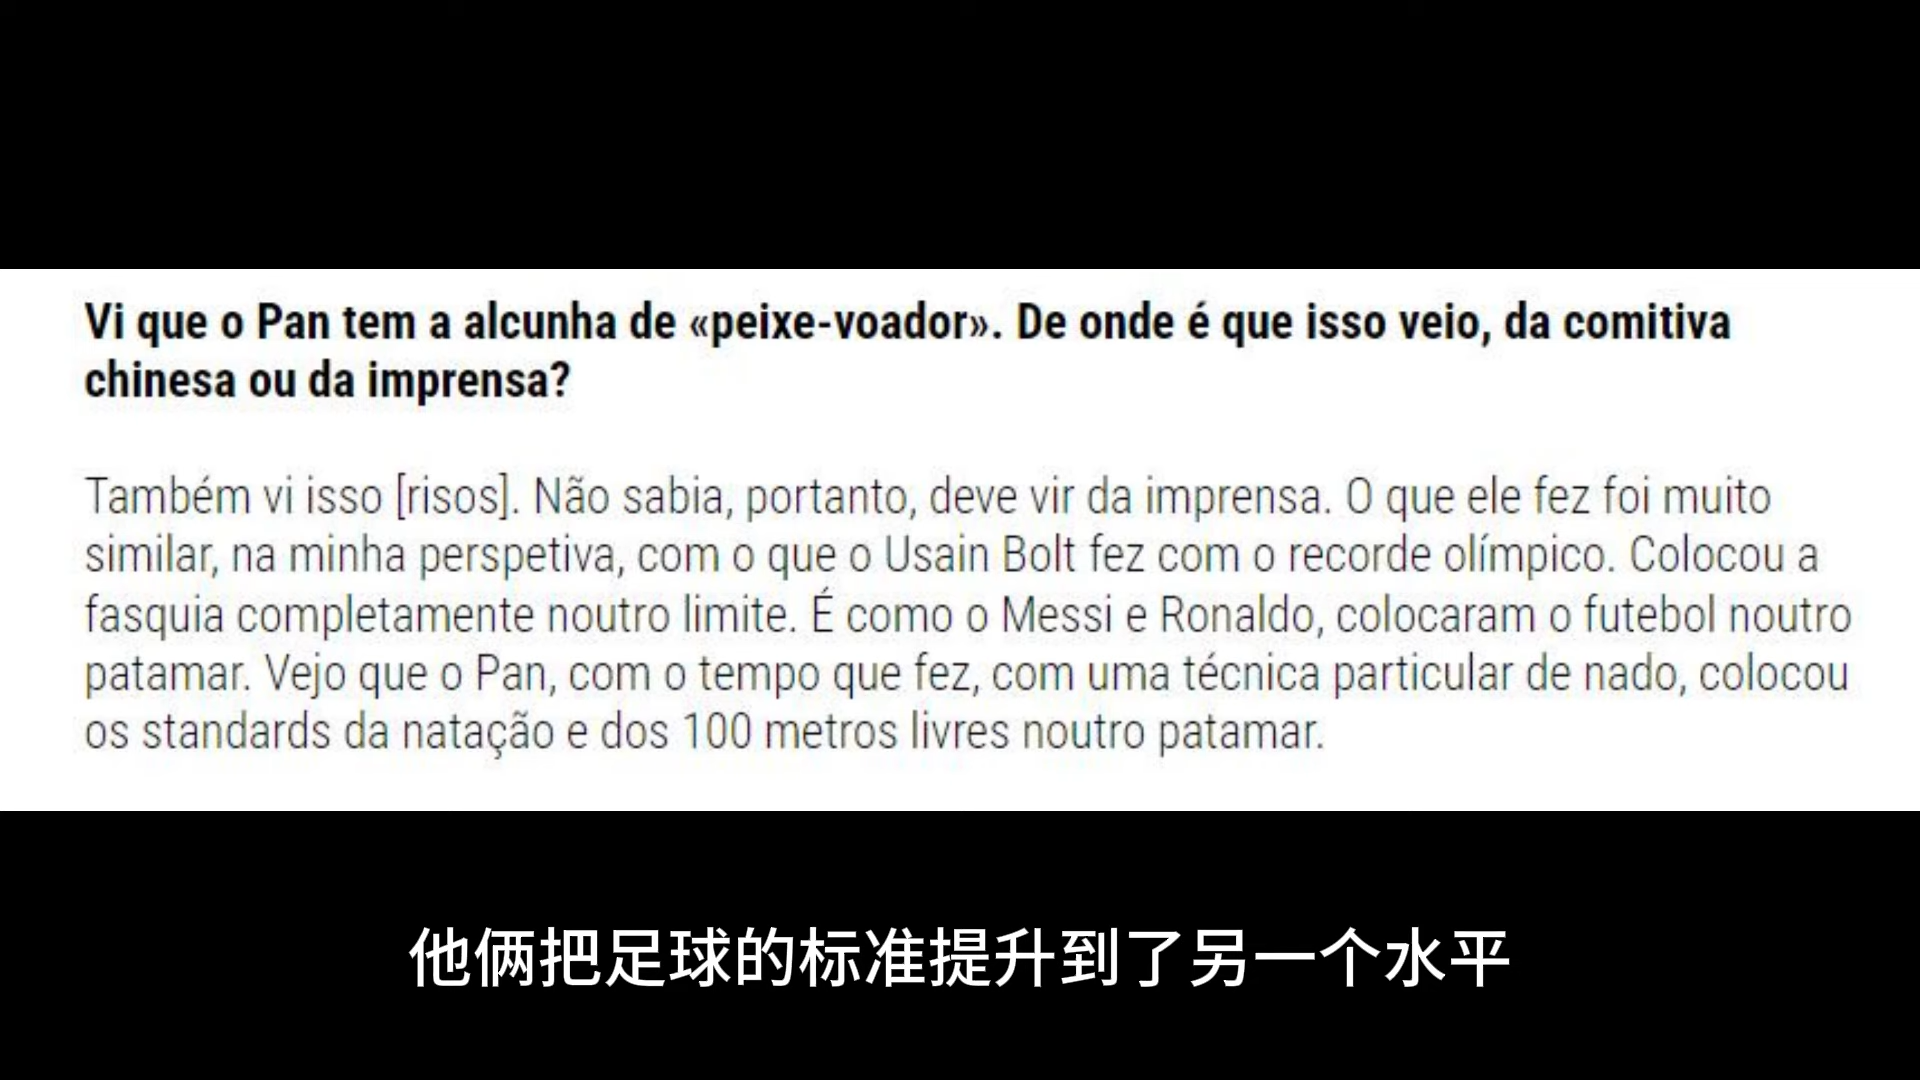 Vi que o Pan tem a alcunha de «peixe-voador». De onde é que isso veio, da comitiva
chinesa ou da imprensa?
Também vi isso [risos]. Não sabia, portanto, deve vir da imprensa. O que ele fez foi muito
similar, na minha perspetiva, com o que o Usain Bolt fez com o recorde olímpico. Colocou a
fasquia completamente noutro limite. É como o Messi e Ronaldo, colocaram o futebol noutro
patamar. Vejo que o Pan, com o tempo que fez, com uma técnica particular de nado, colocou
os standards da natação e dos 100 metros livres noutro patamar.
他俩把足球的标准提升到了另一个水平